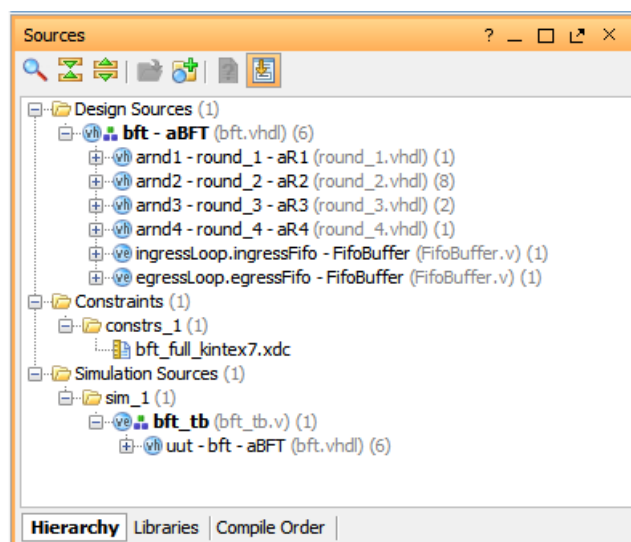 Sources
Design Sources (1)
bft - aBFT (bft.vhdl) (6)
arnd1 - round_1 - aR1 (round_1.vhdl) (1)
arnd2 - round_2 - aR2 (round_2.vhdl) (8)
arnd3 - round_3 - aR3 (round_3.vhdl) (2)
arnd4 - round_4 - aR4 (round_4.vhdl) (1)
ingressLoop.ingressFifo - FifoBuffer (FifoBuffer.v) (1)
egressLoop.egressFifo - FifoBuffer (FifoBuffer.v) (1)
Constraints (1)
constrs_1 (1)
bft_full_kintex7.xdc
Simulation Sources (1)
sim_1 (1)
bft_tb (bft_tb.v) (1)
uut - bft - aBFT (bft.vhdl) (6)
Hierarchy Libraries Compile Order